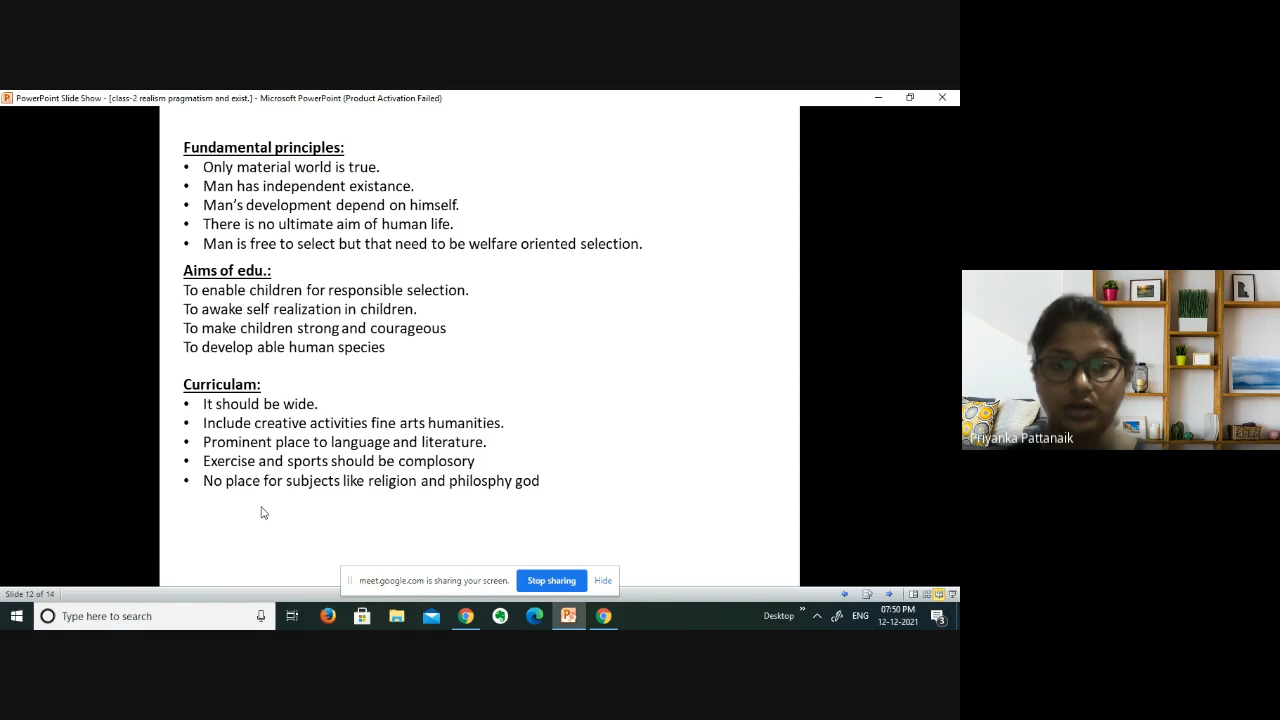 PowerPoint Slide Show - [class-2 realism pragmatism and exist.] - Microsoft PowerPoint (Product Activation Failed)
Fundamental principles:
• Only material world is true.
• Man has independent existance.
• Man's development depend on himself.
• There is no ultimate aim of human life.
• Man is free to select but that need to be welfare oriented selection.
Aims of edu.:
To enable children for responsible selection.
To awake self realization in children.
To make children strong and courageous
To develop able human species
Curriculam:
• It should be wide.
• Include creative activities fine arts humanities.
• Prominent place to language and literature.
• Exercise and sports should be complosory
• No place for subjects like religion and philosphy god
Priyanka Pattanaik
meet.google.com is sharing your screen. Stop sharing Hide
Slide 12 of 14
Type here to search
Desktop
ENG
07:50 PM
12-12-2021
3